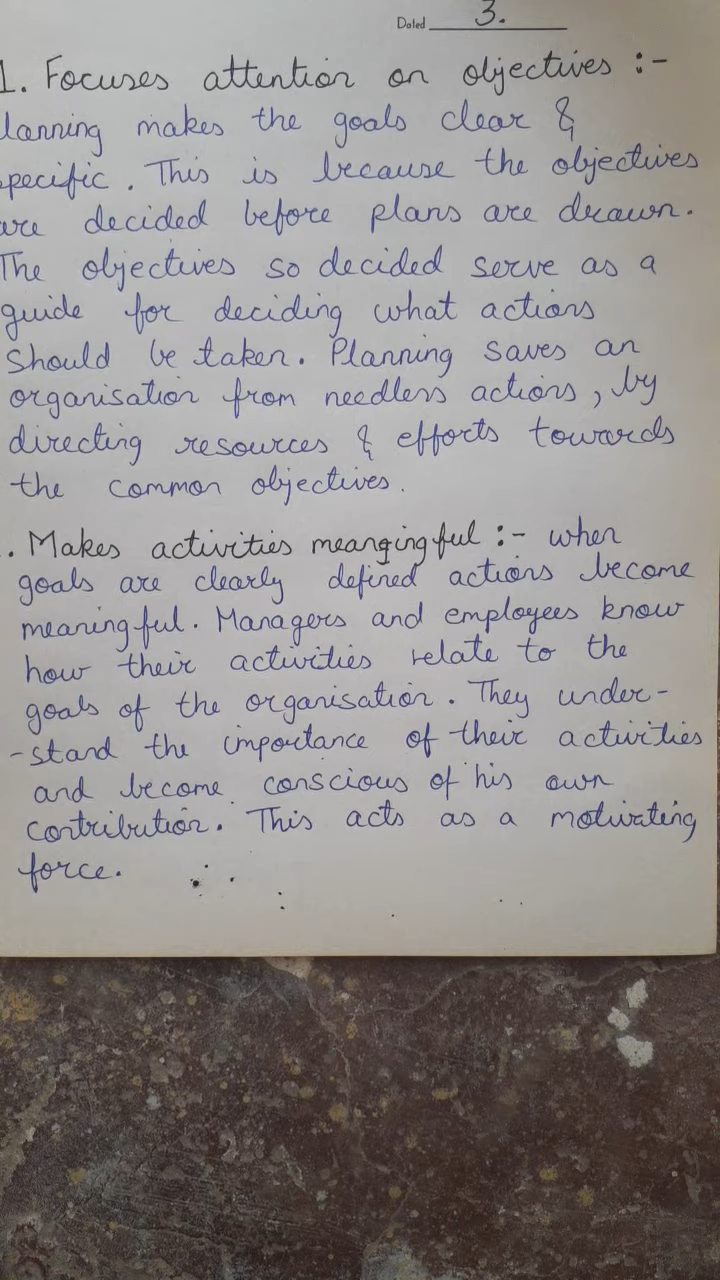 Dated 3.
1. Focuses attention on objectives :-
lanning makes the goals clear &
pecific. This is because the objectives
are decided before plans are drawn.
The objectives so decided serve as a
guide for deciding what actions
should be taken. Planning saves an
organisation from needless actions, by
directing resources & efforts towards
the common objectives.
. Makes activities meangingful :- when
goals are clearly defined actions become
meaningful. Managers and employees know
how their activities relate to the
goals of the organisation. They under-
-stand the importance of their activities
and become conscious of his own
contribution. This acts as a motivating
force.